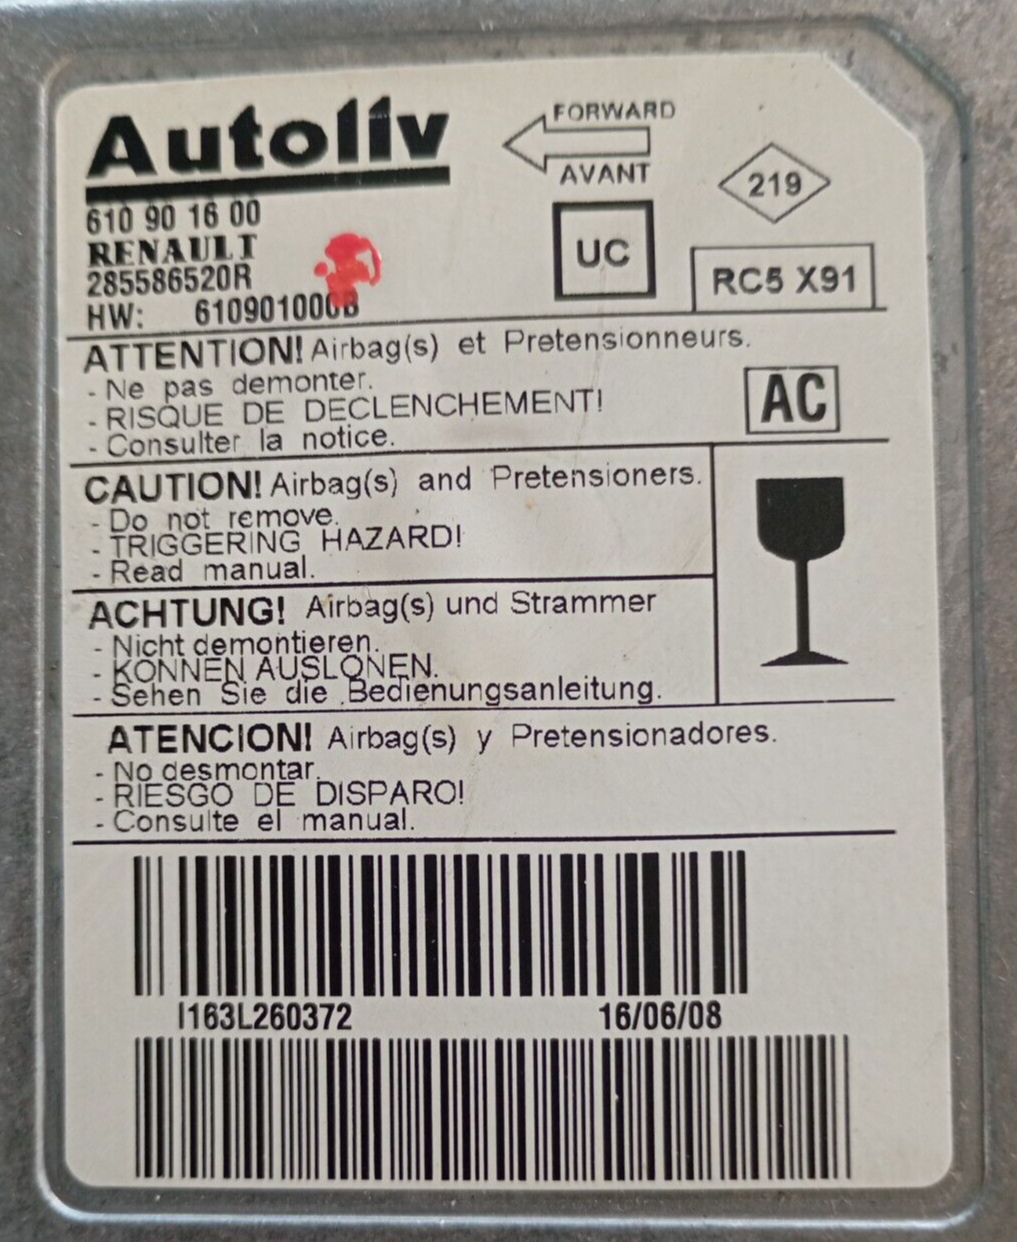 Autoliv
FORWARD
AVANT
219
610 90 16 00
RENAULT
285586520R
HW: 610901000B
UC
RC5 X91
ATTENTION! Airbag(s) et Pretensionneurs.
- Ne pas demonter.
- RISQUE DE DECLENCHEMENT!
- Consulter la notice.
AC
CAUTION! Airbag(s) and Pretensioners.
- Do not remove.
- TRIGGERING HAZARD!
- Read manual.
ACHTUNG! Airbag(s) und Strammer
- Nicht demontieren.
- KONNEN AUSLONEN.
- Sehen Sie die Bedienungsanleitung.
ATENCION! Airbag(s) y Pretensionadores.
- No desmontar.
- RIESGO DE DISPARO!
- Consulte el manual.
I163L260372 16/06/08